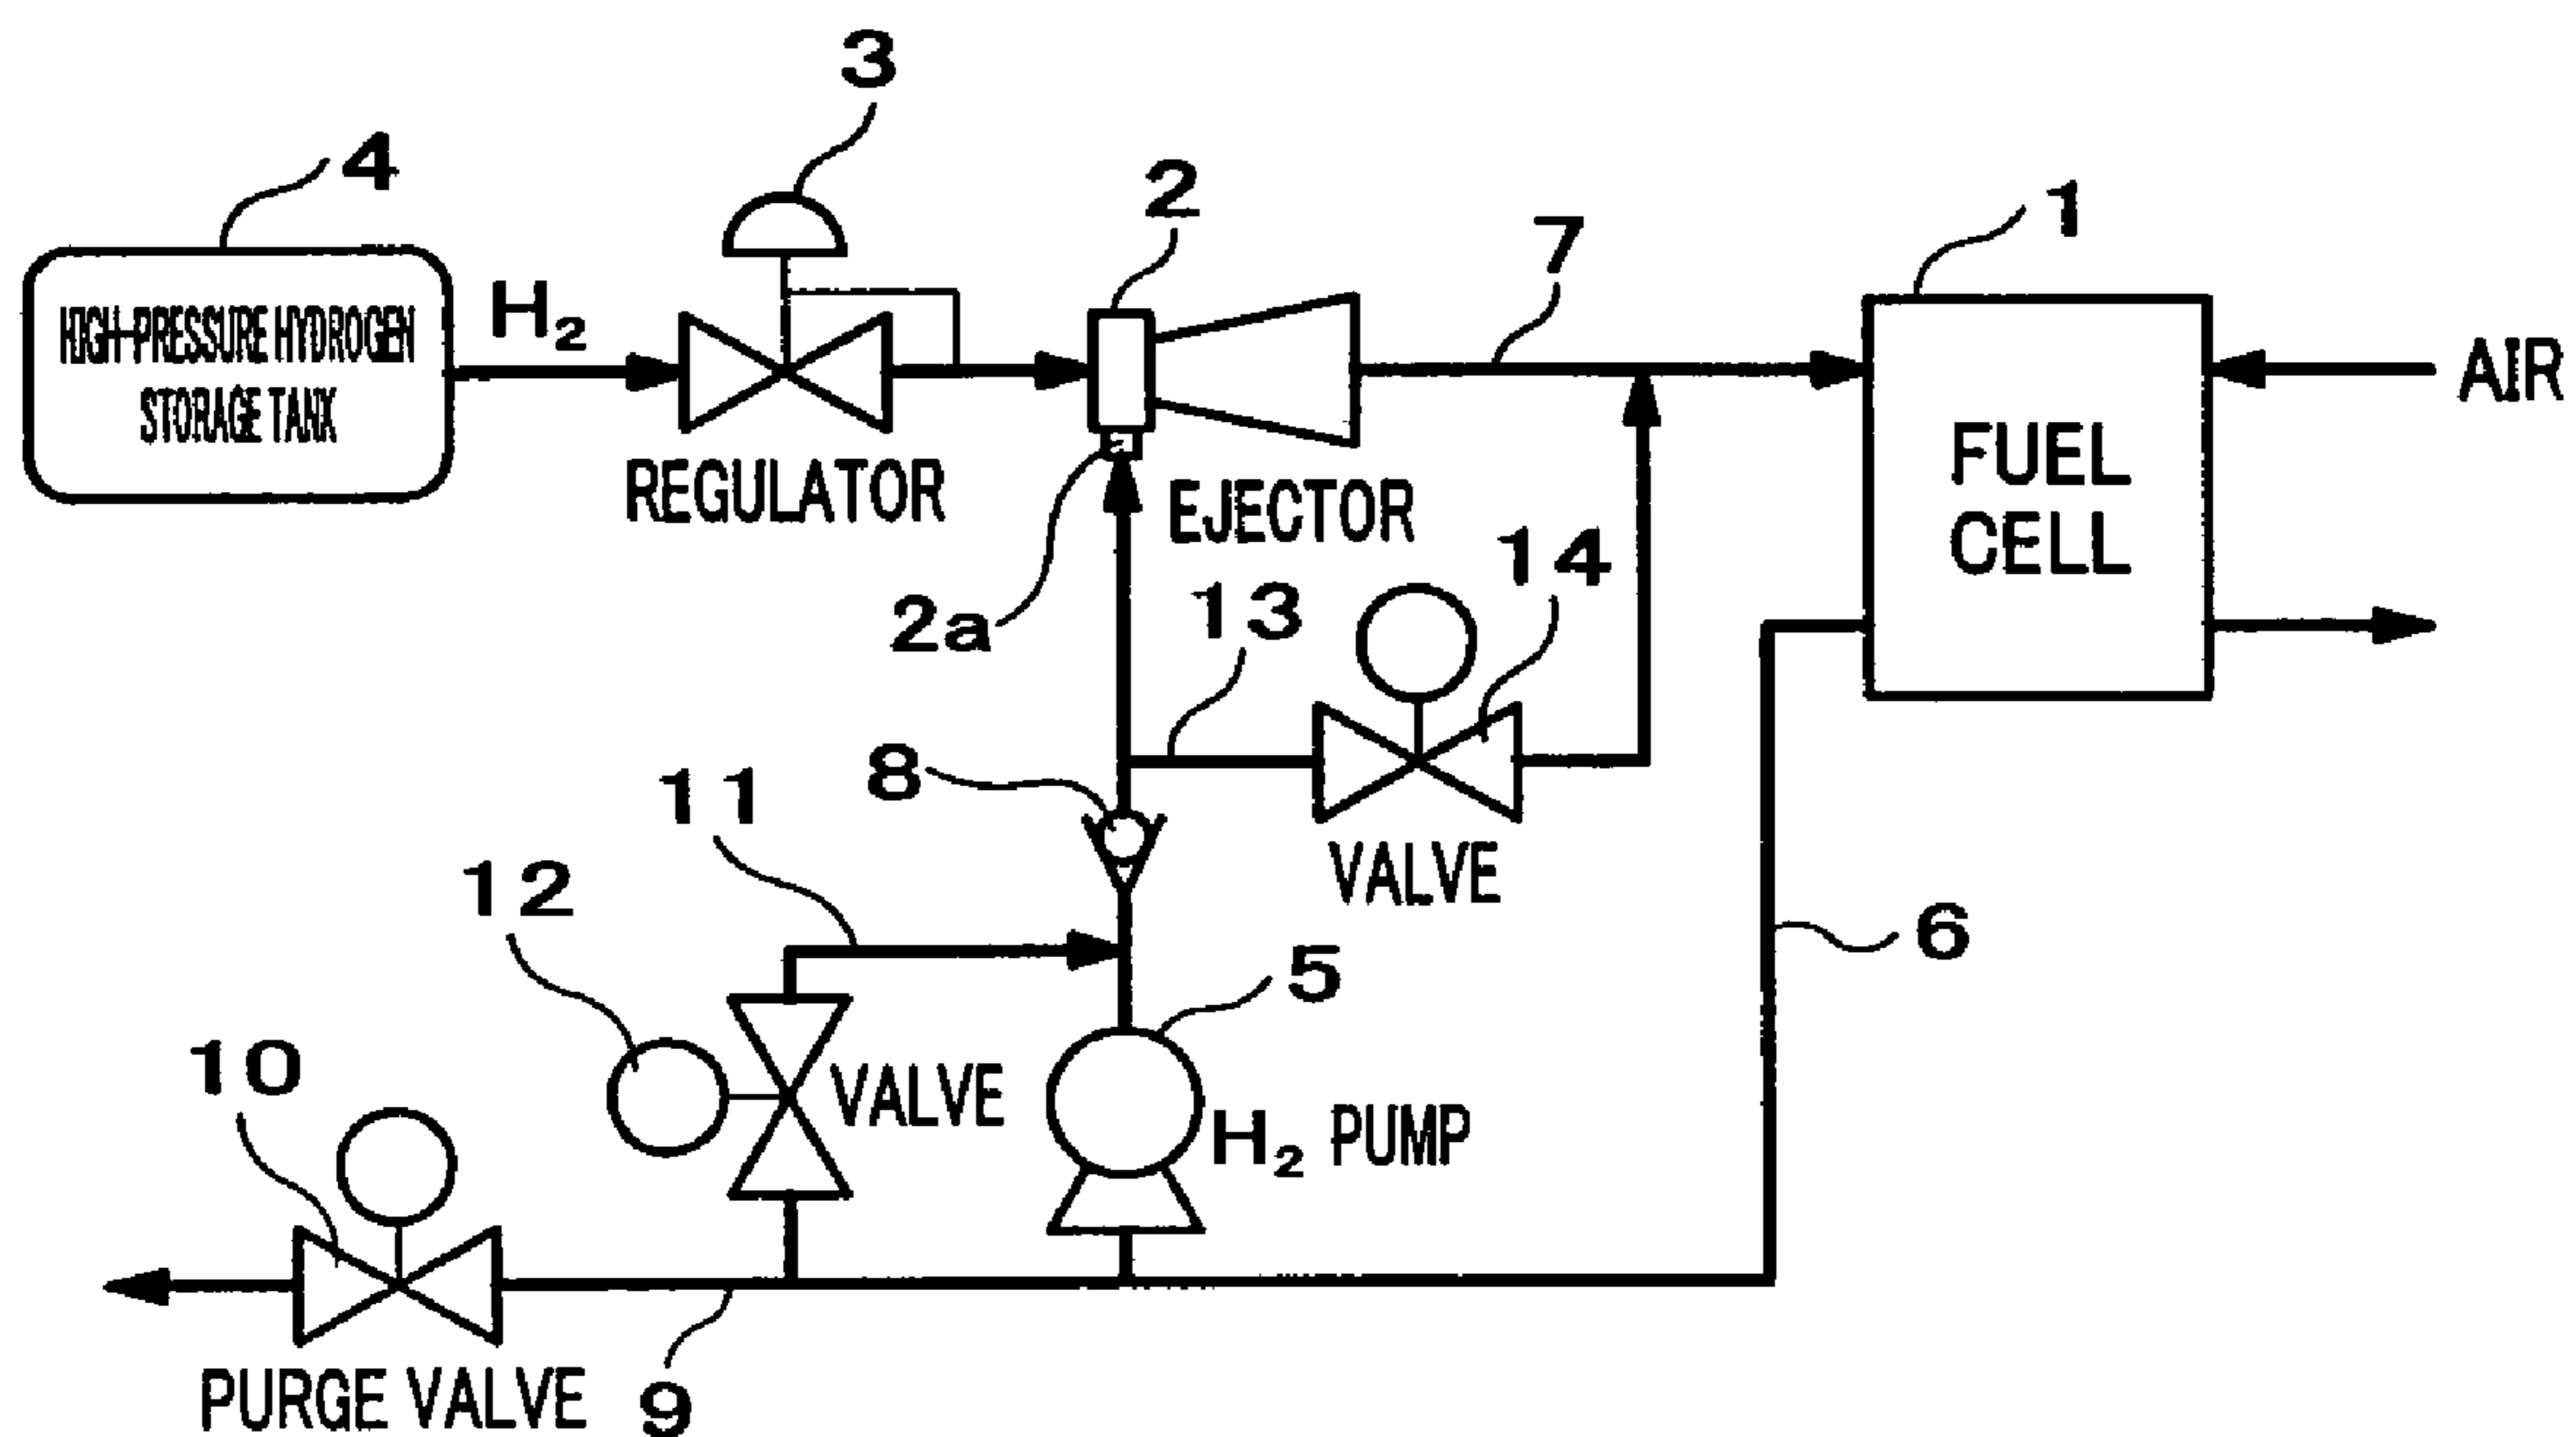 3
4
2
1
7
HIGH-PRESSURE HYDROGEN
STORAGE TANK
H₂
AIR
FUEL
CELL
REGULATOR
EJECTOR
14
2a
13
8
11
VALVE
12
6
5
10
VALVE
H₂ PUMP
PURGE VALVE
9